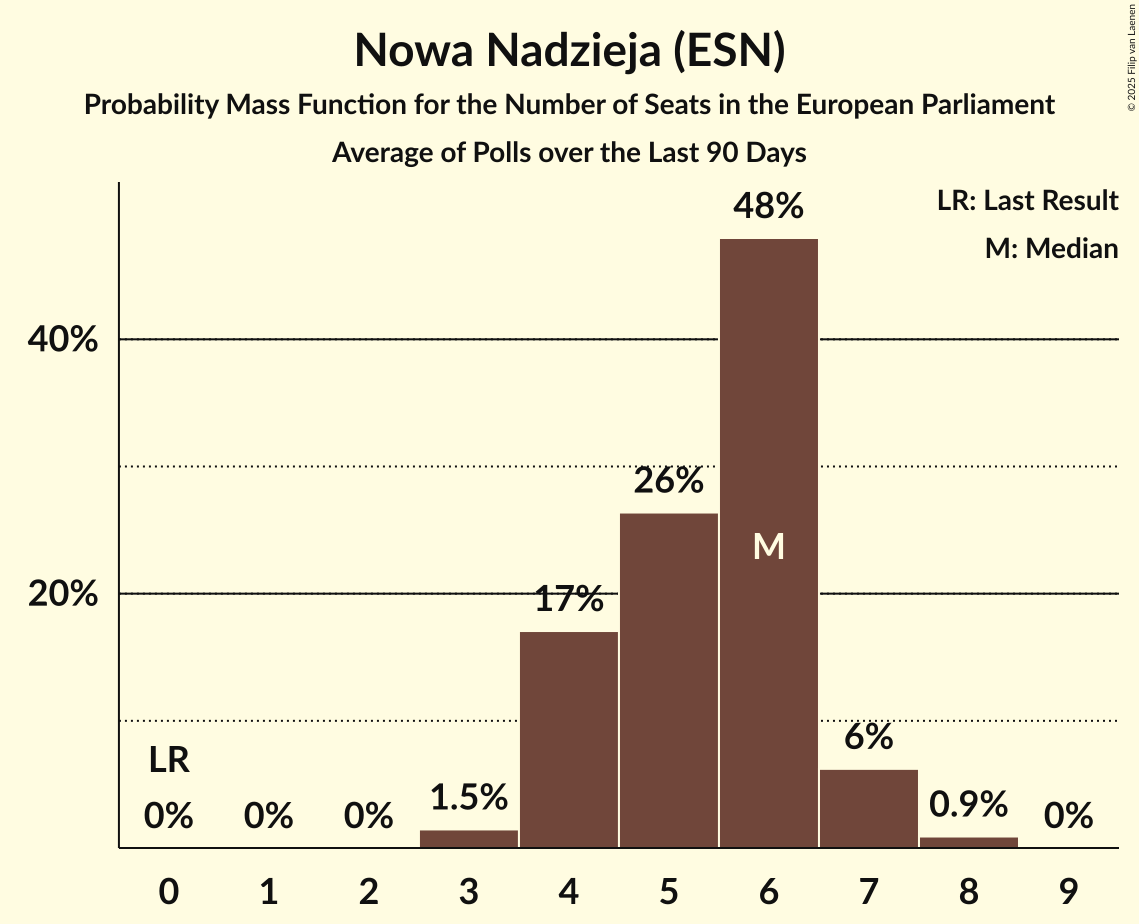 Nowa Nadzieja (ESN)
Probability Mass Function for the Number of Seats in the European Parliament
Average of Polls over the Last 90 Days
© 2025 Filip van Laenen
LR: Last Result
M: Median
48%
40%
26%
M
20%
17%
6%
LR
1.5%
0.9%
0% 0% 0% 0%
0 1 2 3 4 5 6 7 8 9